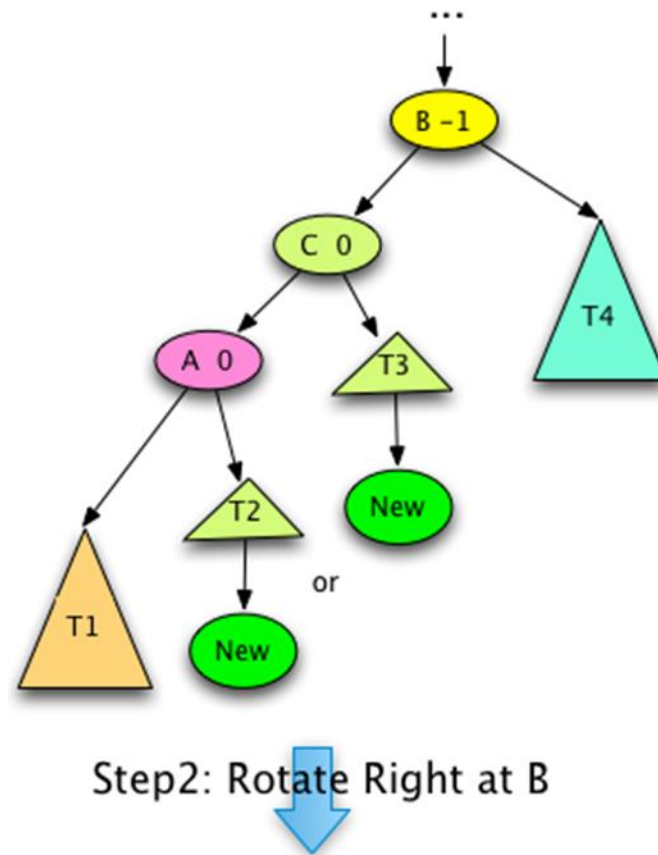 ...
B -1
C 0
A 0
T3
T4
T2
New
or
T1
New
Step2: Rotate Right at B